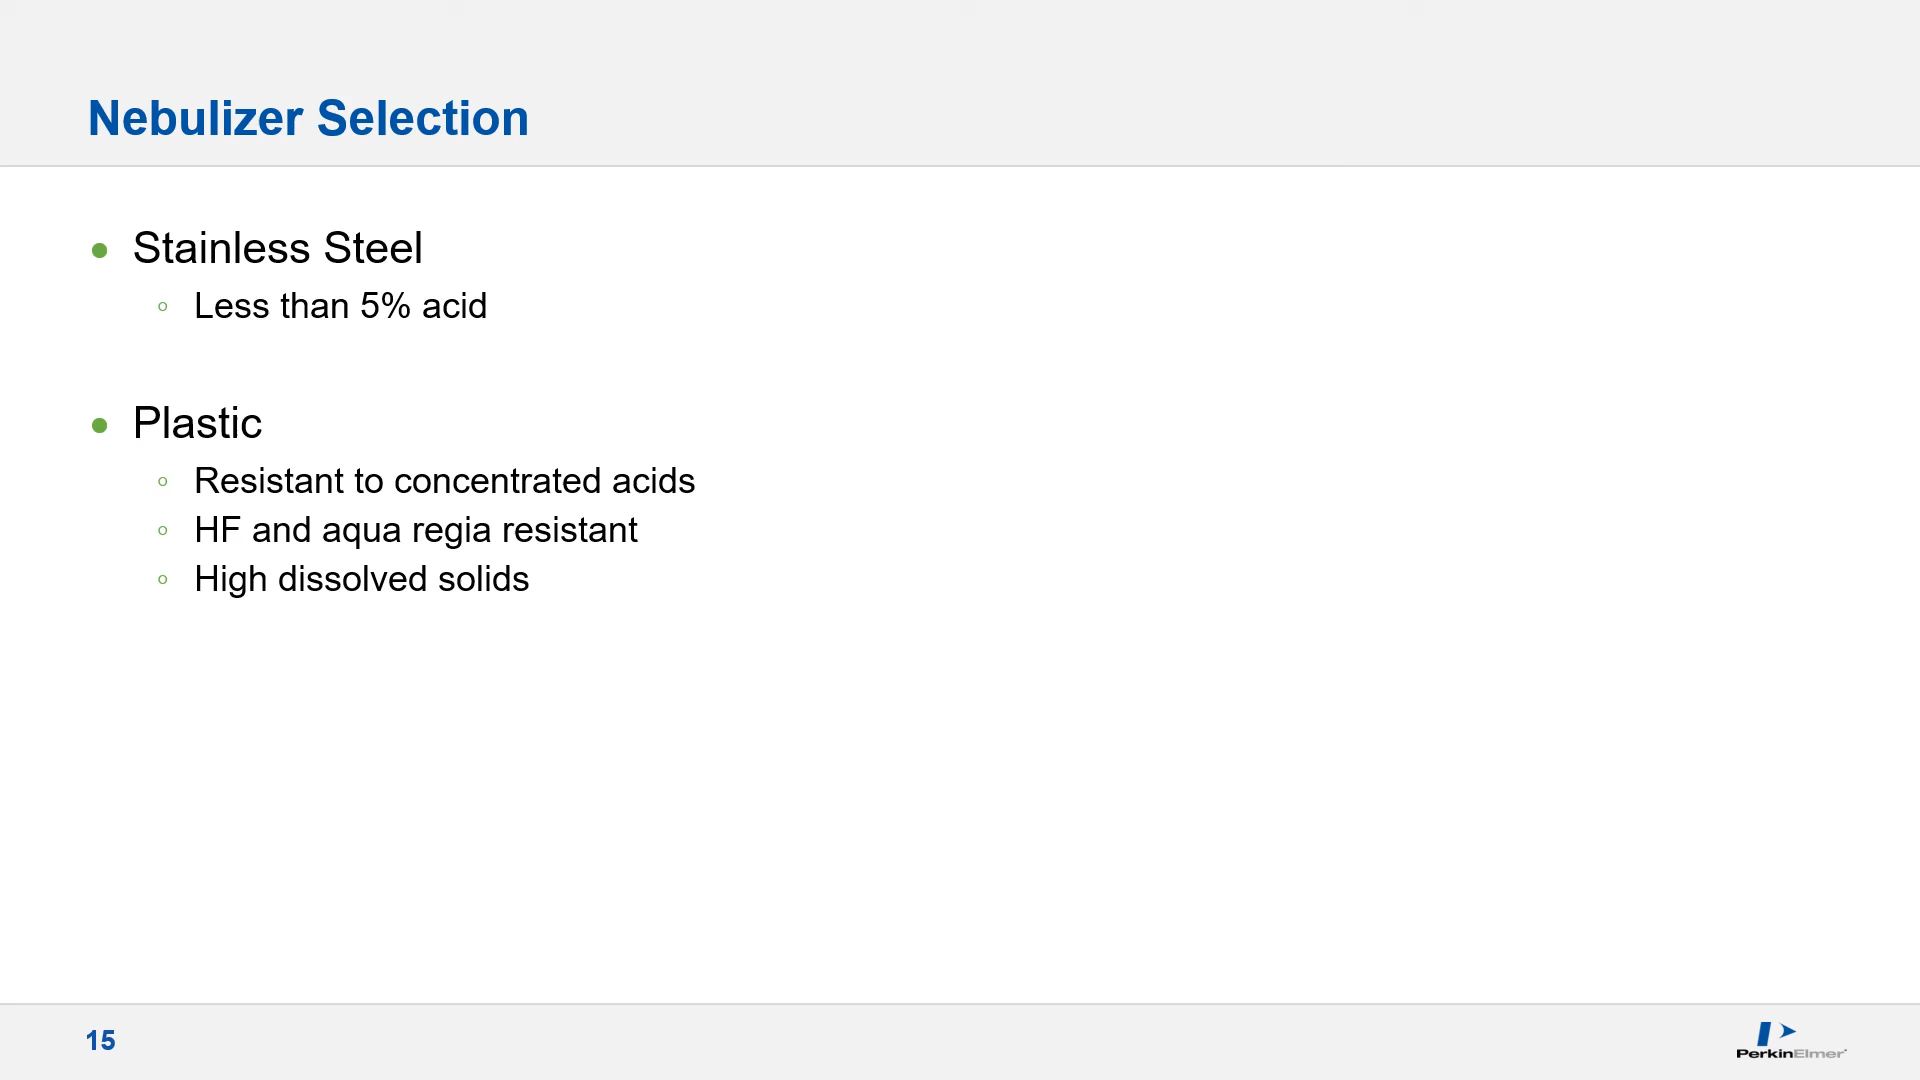 Nebulizer Selection
Stainless Steel
Less than 5% acid
Plastic
Resistant to concentrated acids
HF and aqua regia resistant
High dissolved solids
15
PerkinElmer